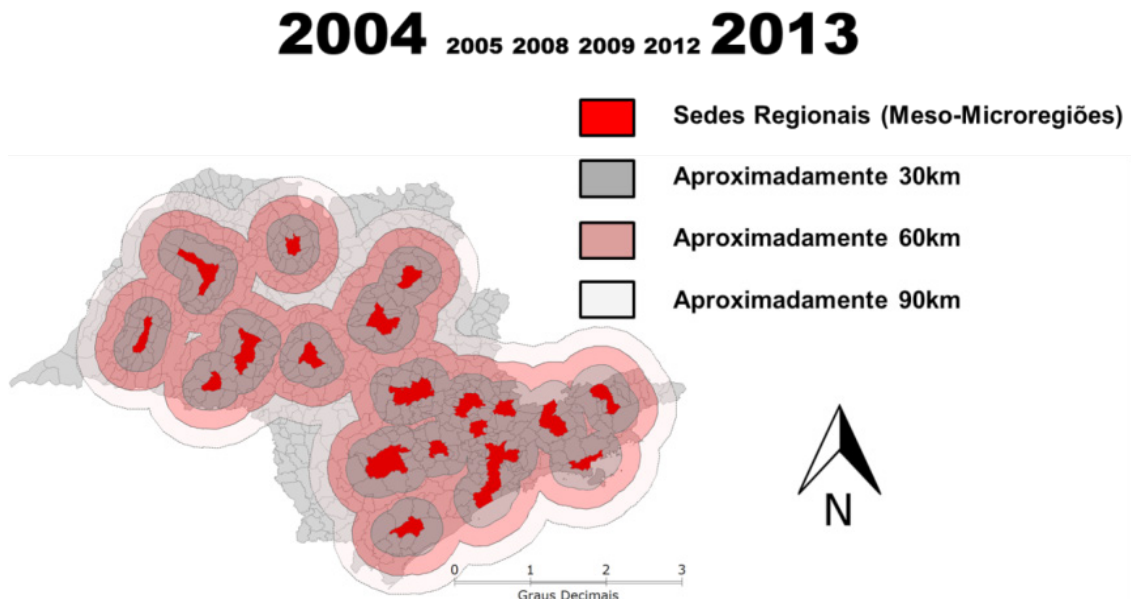 2004 2005 2008 2009 2012 2013
Sedes Regionais (Meso-Microregiões)
Aproximadamente 30km
Aproximadamente 60km
Aproximadamente 90km
N
0 1 2 3
Graus Decimais